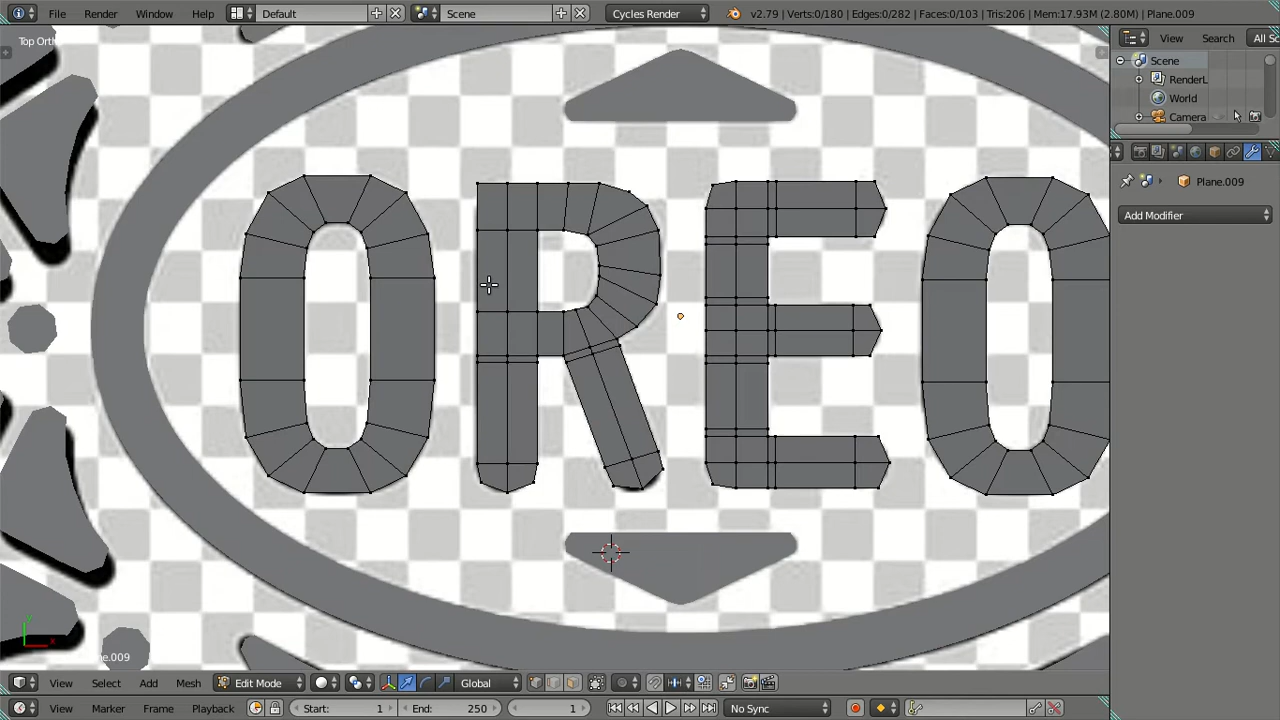 File Render Window Help Default Scene Cycles Render v2.79 | Verts:0/180 | Edges:0/282 | Faces:0/103 | Tris:206 | Mem:17.93M (2.80M) | Plane.009
View Search All Sc
Top Ort
Scene
RenderL
World
Camera
Plane.009
Add Modifier
OREO
y
x
ne.009
View Select Add Mesh Edit Mode Global
View Marker Frame Playback Start: 1 End: 250 1 No Sync